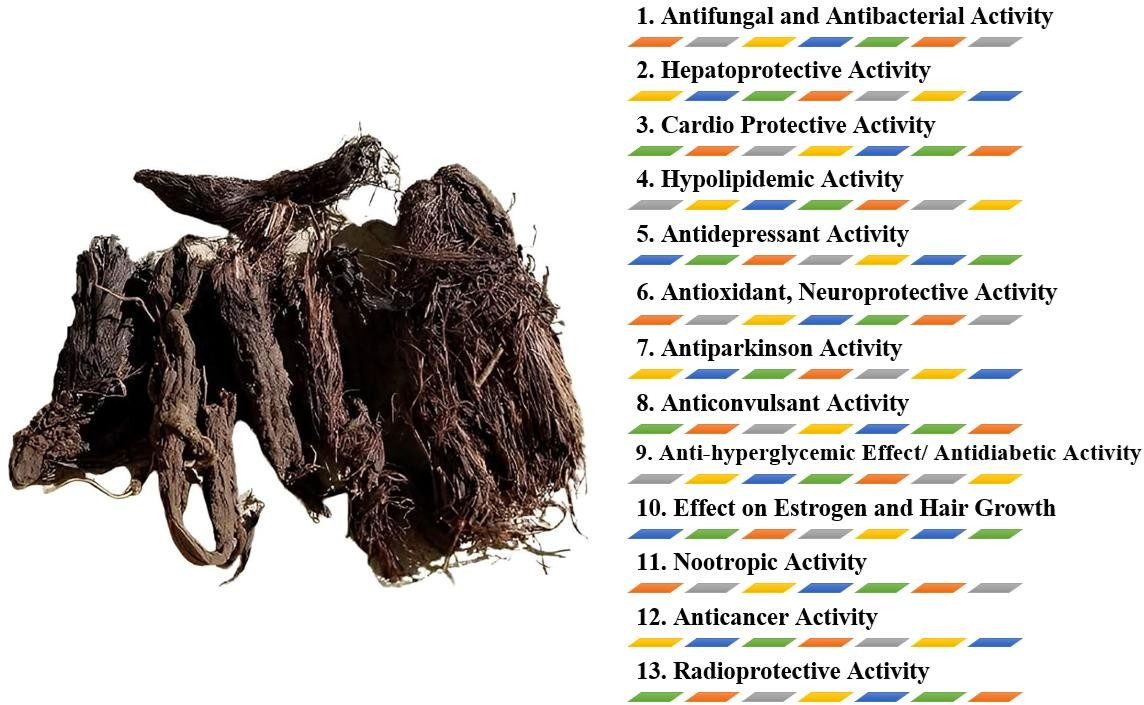 1. Antifungal and Antibacterial Activity
2. Hepatoprotective Activity
3. Cardio Protective Activity
4. Hypolipidemic Activity
5. Antidepressant Activity
6. Antioxidant, Neuroprotective Activity
7. Antiparkinson Activity
8. Anticonvulsant Activity
9. Anti-hyperglycemic Effect/ Antidiabetic Activity
10. Effect on Estrogen and Hair Growth
11. Nootropic Activity
12. Anticancer Activity
13. Radioprotective Activity